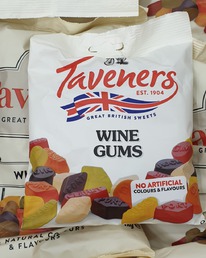 Taveners
EST. 1904
GREAT BRITISH SWEETS
WINE
GUMS
NO ARTIFICIAL
COLOURS & FLAVOURS